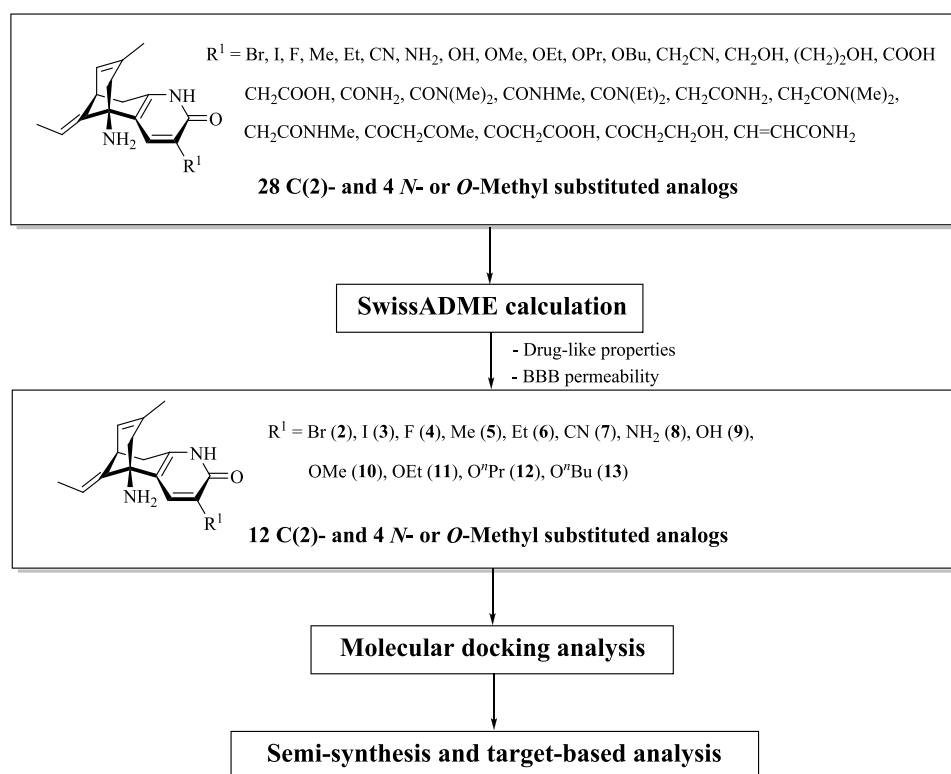 R¹ = Br, I, F, Me, Et, CN, NH₂, OH, OMe, OEt, OPr, OBu, CH₂CN, CH₂OH, (CH₂)₂OH, COOH
CH₂COOH, CONH₂, CON(Me)₂, CONHMe, CON(Et)₂, CH₂CONH₂, CH₂CON(Me)₂,
CH₂CONHMe, COCH₂COMe, COCH₂COOH, COCH₂CH₂OH, CH=CHCONH₂
NH
O
NH₂
R¹
28 C(2)- and 4 N- or O-Methyl substituted analogs
SwissADME calculation
- Drug-like properties
- BBB permeability
R¹ = Br (2), I (3), F (4), Me (5), Et (6), CN (7), NH₂ (8), OH (9),
OMe (10), OEt (11), OⁿPr (12), OⁿBu (13)
NH
O
NH₂
R¹
12 C(2)- and 4 N- or O-Methyl substituted analogs
Molecular docking analysis
Semi-synthesis and target-based analysis